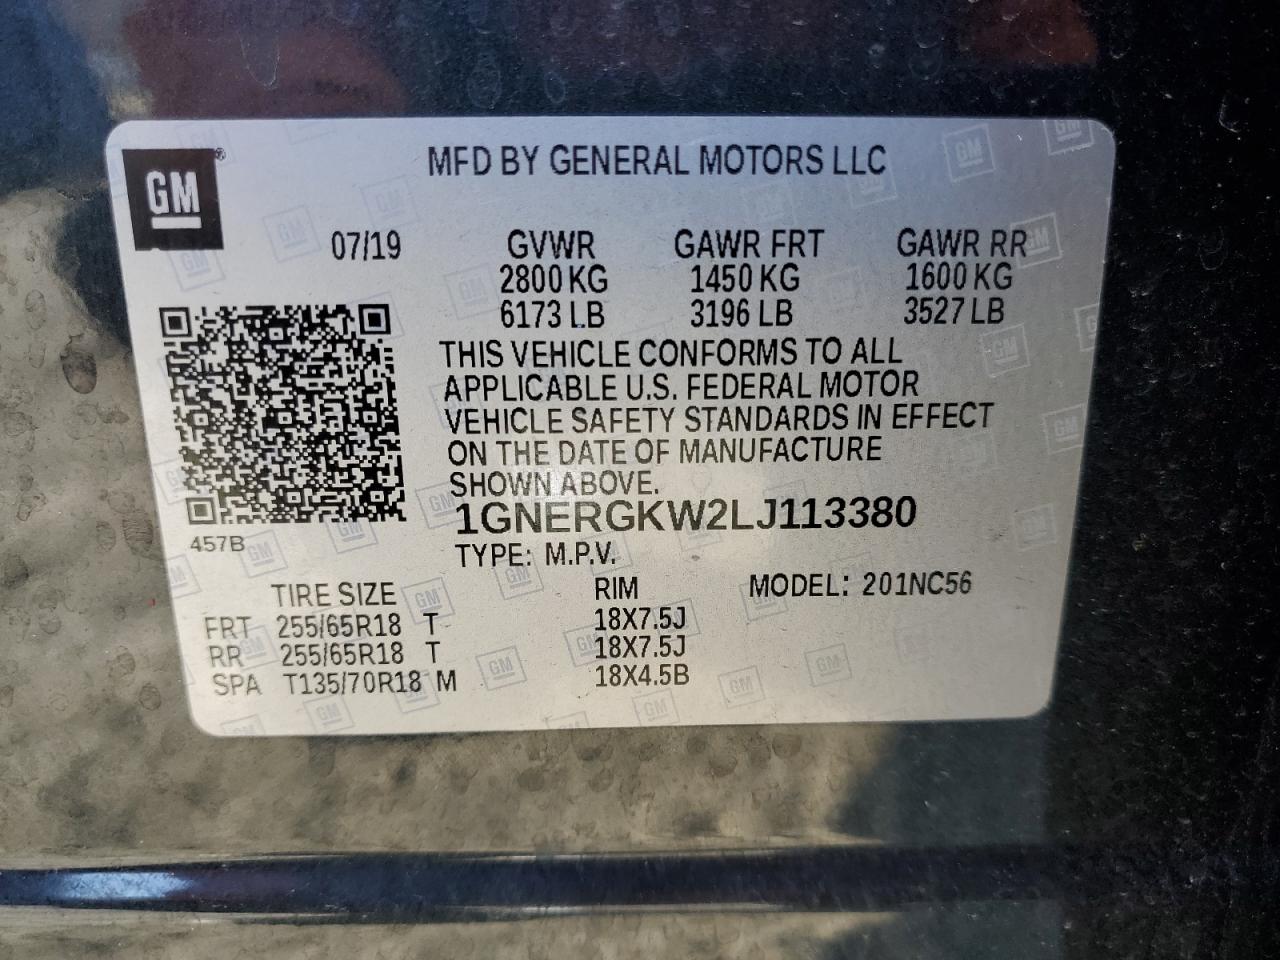 MFD BY GENERAL MOTORS LLC
GM ®
07/19 GVWR GAWR FRT GAWR RR
2800 KG 1450 KG 1600 KG
6173 LB 3196 LB 3527 LB
THIS VEHICLE CONFORMS TO ALL
APPLICABLE U.S. FEDERAL MOTOR
VEHICLE SAFETY STANDARDS IN EFFECT
ON THE DATE OF MANUFACTURE
SHOWN ABOVE.
1GNERGKW2LJ113380
457B
TYPE: M.P.V.
TIRE SIZE RIM MODEL: 201NC56
FRT 255/65R18 T 18X7.5J
RR 255/65R18 T 18X7.5J
SPA T135/70R18 M 18X4.5B